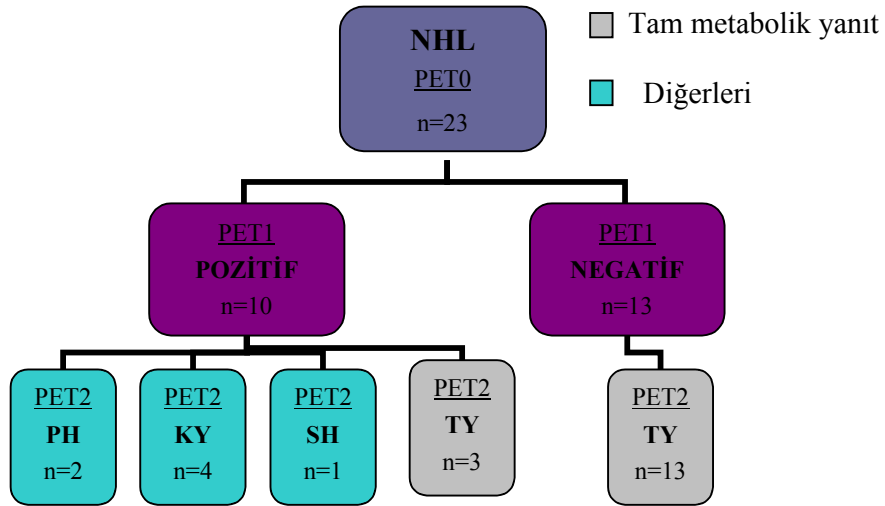 NHL
PET0
n=23
Tam metabolik yanıt
Diğerleri
PET1
POZİTİF
n=10
PET1
NEGATİF
n=13
PET2
PH
n=2
PET2
KY
n=4
PET2
SH
n=1
PET2
TY
n=3
PET2
TY
n=13